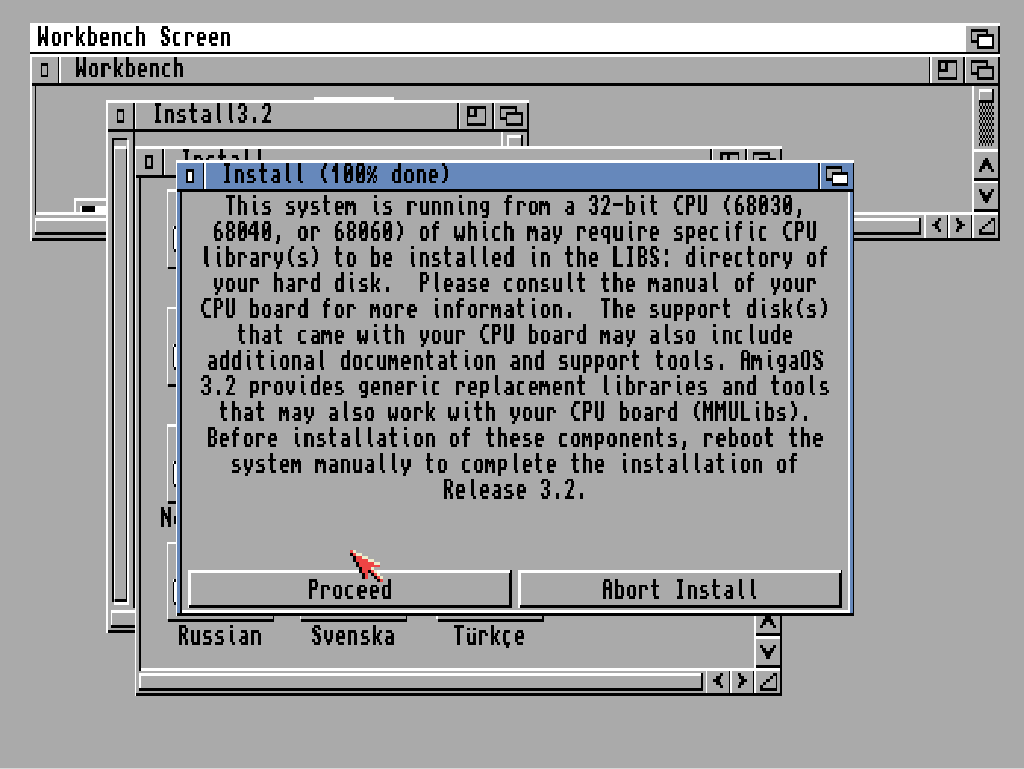 Workbench Screen
Workbench
Install3.2
Install
Install (100% done)
This system is running from a 32-bit CPU (68030,
68040, or 68060) of which may require specific CPU
library(s) to be installed in the LIBS: directory of
your hard disk.  Please consult the manual of your
CPU board for more information.  The support disk(s)
that came with your CPU board may also include
additional documentation and support tools. AmigaOS
3.2 provides generic replacement libraries and tools
that may also work with your CPU board (MMULibs).
Before installation of these components, reboot the
system manually to complete the installation of
Release 3.2.
Proceed
Abort Install
Russian
Svenska
Türkçe